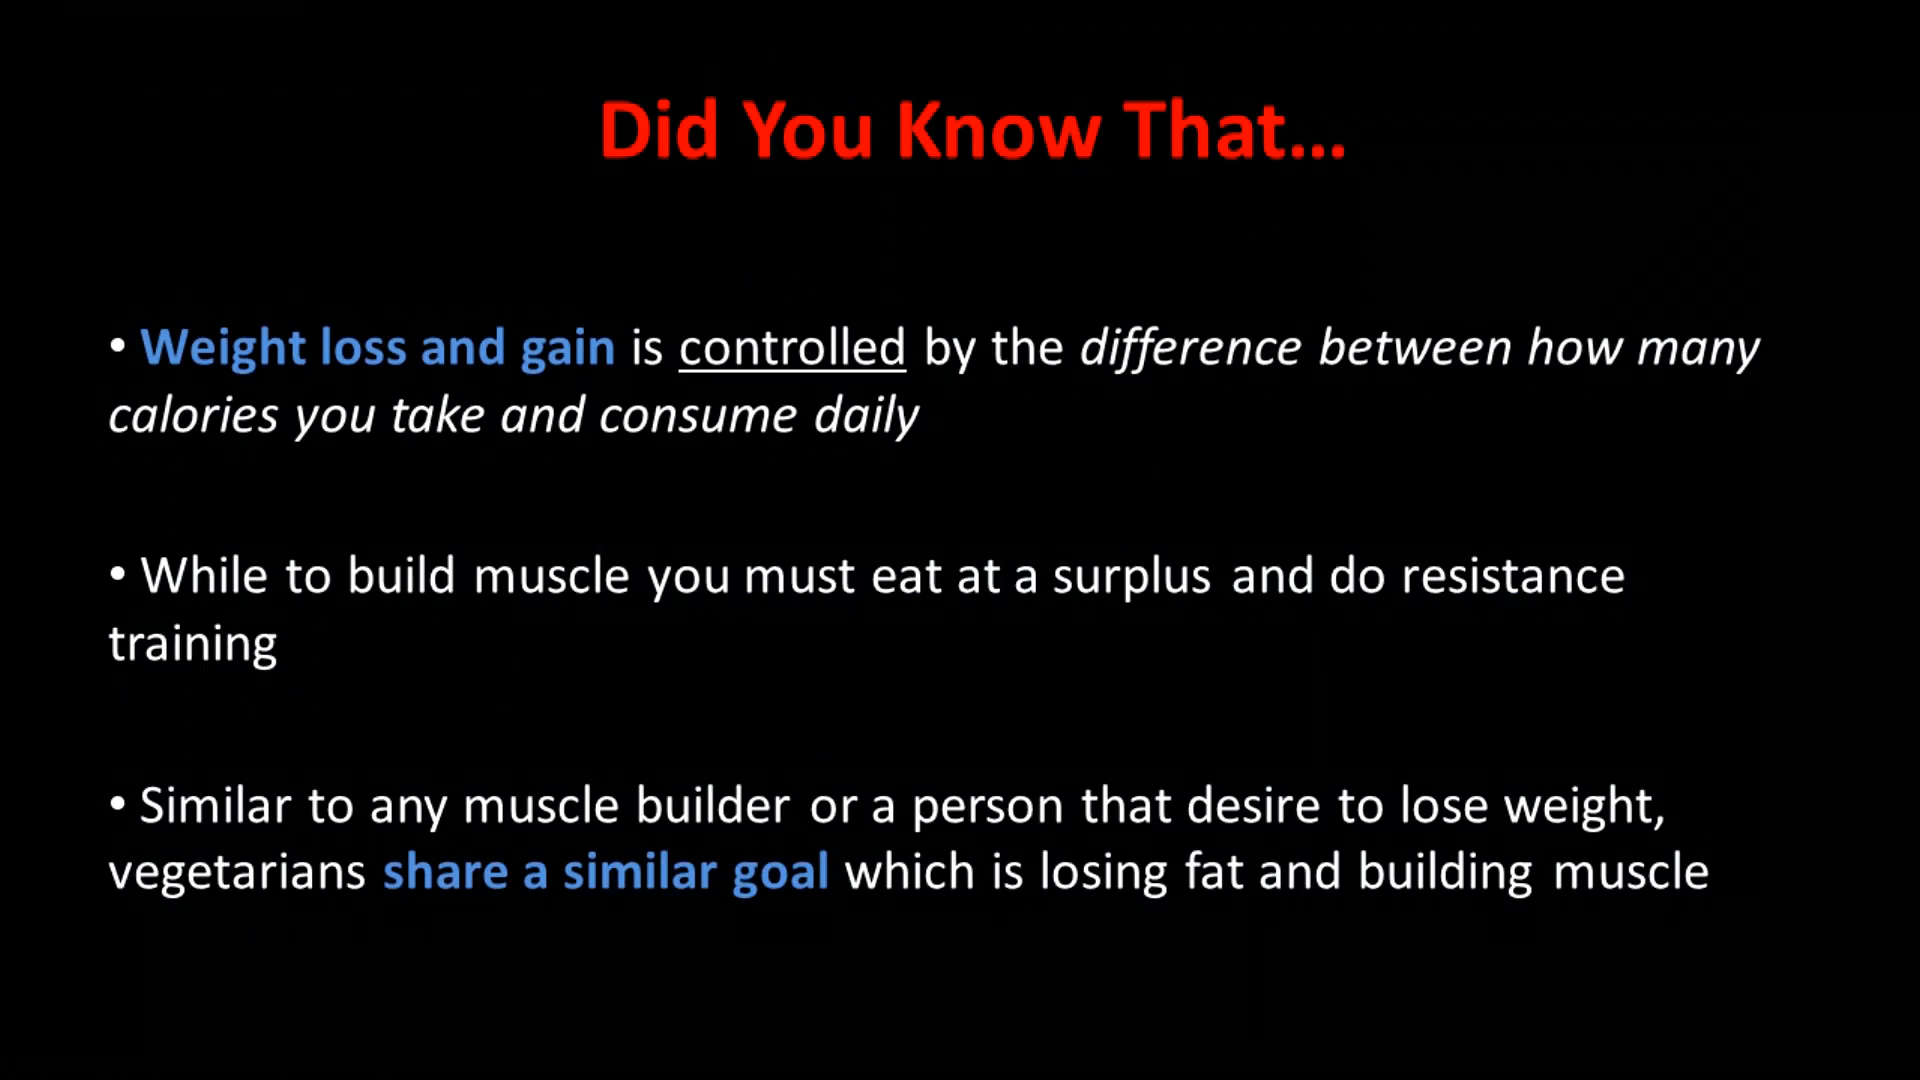 Did You Know That...
• Weight loss and gain is controlled by the difference between how many
calories you take and consume daily
• While to build muscle you must eat at a surplus and do resistance
training
• Similar to any muscle builder or a person that desire to lose weight,
vegetarians share a similar goal which is losing fat and building muscle